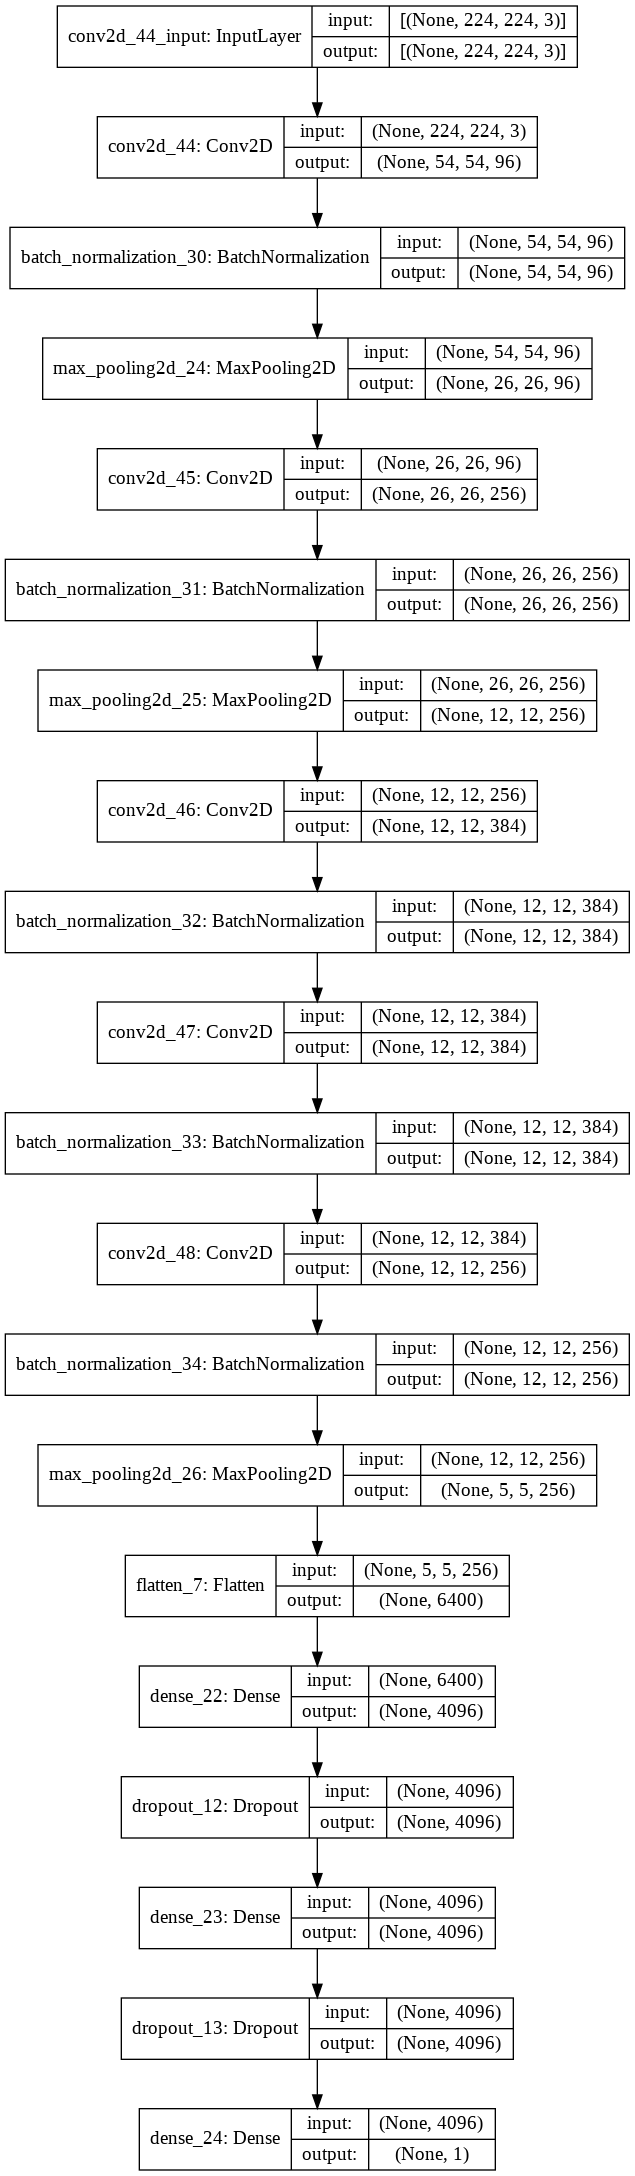 conv2d_44_input: InputLayer
input: [(None, 224, 224, 3)]
output: [(None, 224, 224, 3)]
conv2d_44: Conv2D
input: (None, 224, 224, 3)
output: (None, 54, 54, 96)
batch_normalization_30: BatchNormalization
input: (None, 54, 54, 96)
output: (None, 54, 54, 96)
max_pooling2d_24: MaxPooling2D
input: (None, 54, 54, 96)
output: (None, 26, 26, 96)
conv2d_45: Conv2D
input: (None, 26, 26, 96)
output: (None, 26, 26, 256)
batch_normalization_31: BatchNormalization
input: (None, 26, 26, 256)
output: (None, 26, 26, 256)
max_pooling2d_25: MaxPooling2D
input: (None, 26, 26, 256)
output: (None, 12, 12, 256)
conv2d_46: Conv2D
input: (None, 12, 12, 256)
output: (None, 12, 12, 384)
batch_normalization_32: BatchNormalization
input: (None, 12, 12, 384)
output: (None, 12, 12, 384)
conv2d_47: Conv2D
input: (None, 12, 12, 384)
output: (None, 12, 12, 384)
batch_normalization_33: BatchNormalization
input: (None, 12, 12, 384)
output: (None, 12, 12, 384)
conv2d_48: Conv2D
input: (None, 12, 12, 384)
output: (None, 12, 12, 256)
batch_normalization_34: BatchNormalization
input: (None, 12, 12, 256)
output: (None, 12, 12, 256)
max_pooling2d_26: MaxPooling2D
input: (None, 12, 12, 256)
output: (None, 5, 5, 256)
flatten_7: Flatten
input: (None, 5, 5, 256)
output: (None, 6400)
dense_22: Dense
input: (None, 6400)
output: (None, 4096)
dropout_12: Dropout
input: (None, 4096)
output: (None, 4096)
dense_23: Dense
input: (None, 4096)
output: (None, 4096)
dropout_13: Dropout
input: (None, 4096)
output: (None, 4096)
dense_24: Dense
input: (None, 4096)
output: (None, 1)